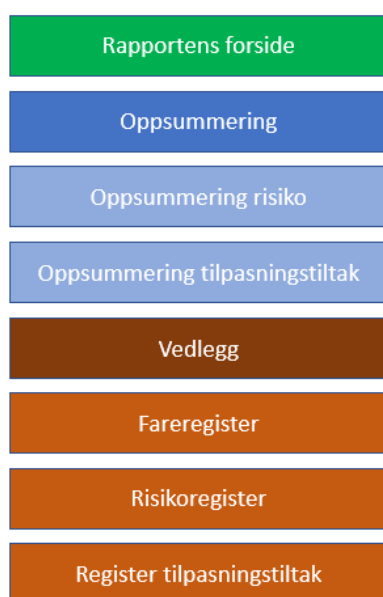 Rapportens forside
Oppsummering
Oppsummering risiko
Oppsummering tilpasningstiltak
Vedlegg
Fareregister
Risikoregister
Register tilpasningstiltak